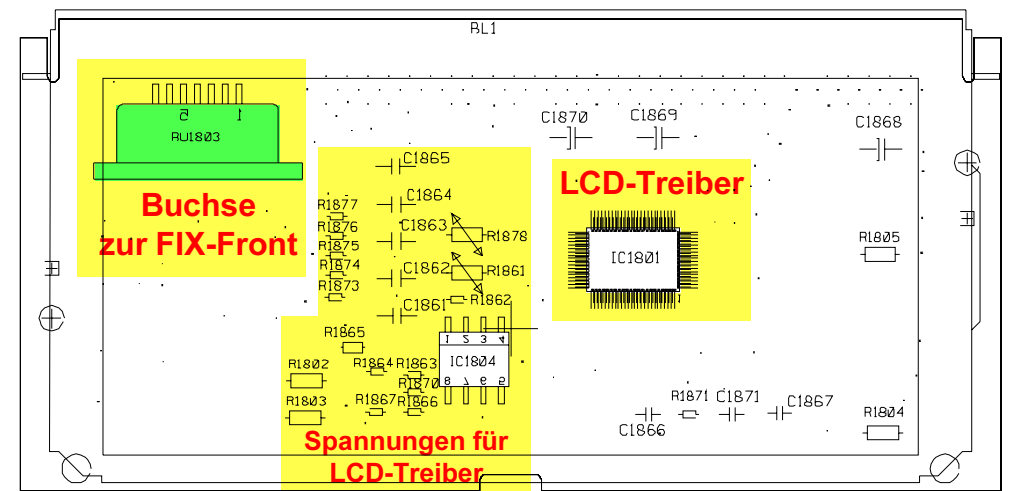 BL1
5 1
RU1803
Buchse
zur FIX-Front
C1870
C1869
C1868
C1865
C1864
C1863
C1862
C1861
R1877
R1876
R1875
R1874
R1873
R1878
R1861
R1862
LCD-Treiber
IC1801
1
R1805
R1865
1 2 3 4
IC1804
8 7 6 5
R1802
R1803
R1864
R1863
R1870
R1867
R1866
Spannungen für
LCD-Treiber
R1871
C1871
C1867
C1866
R1804